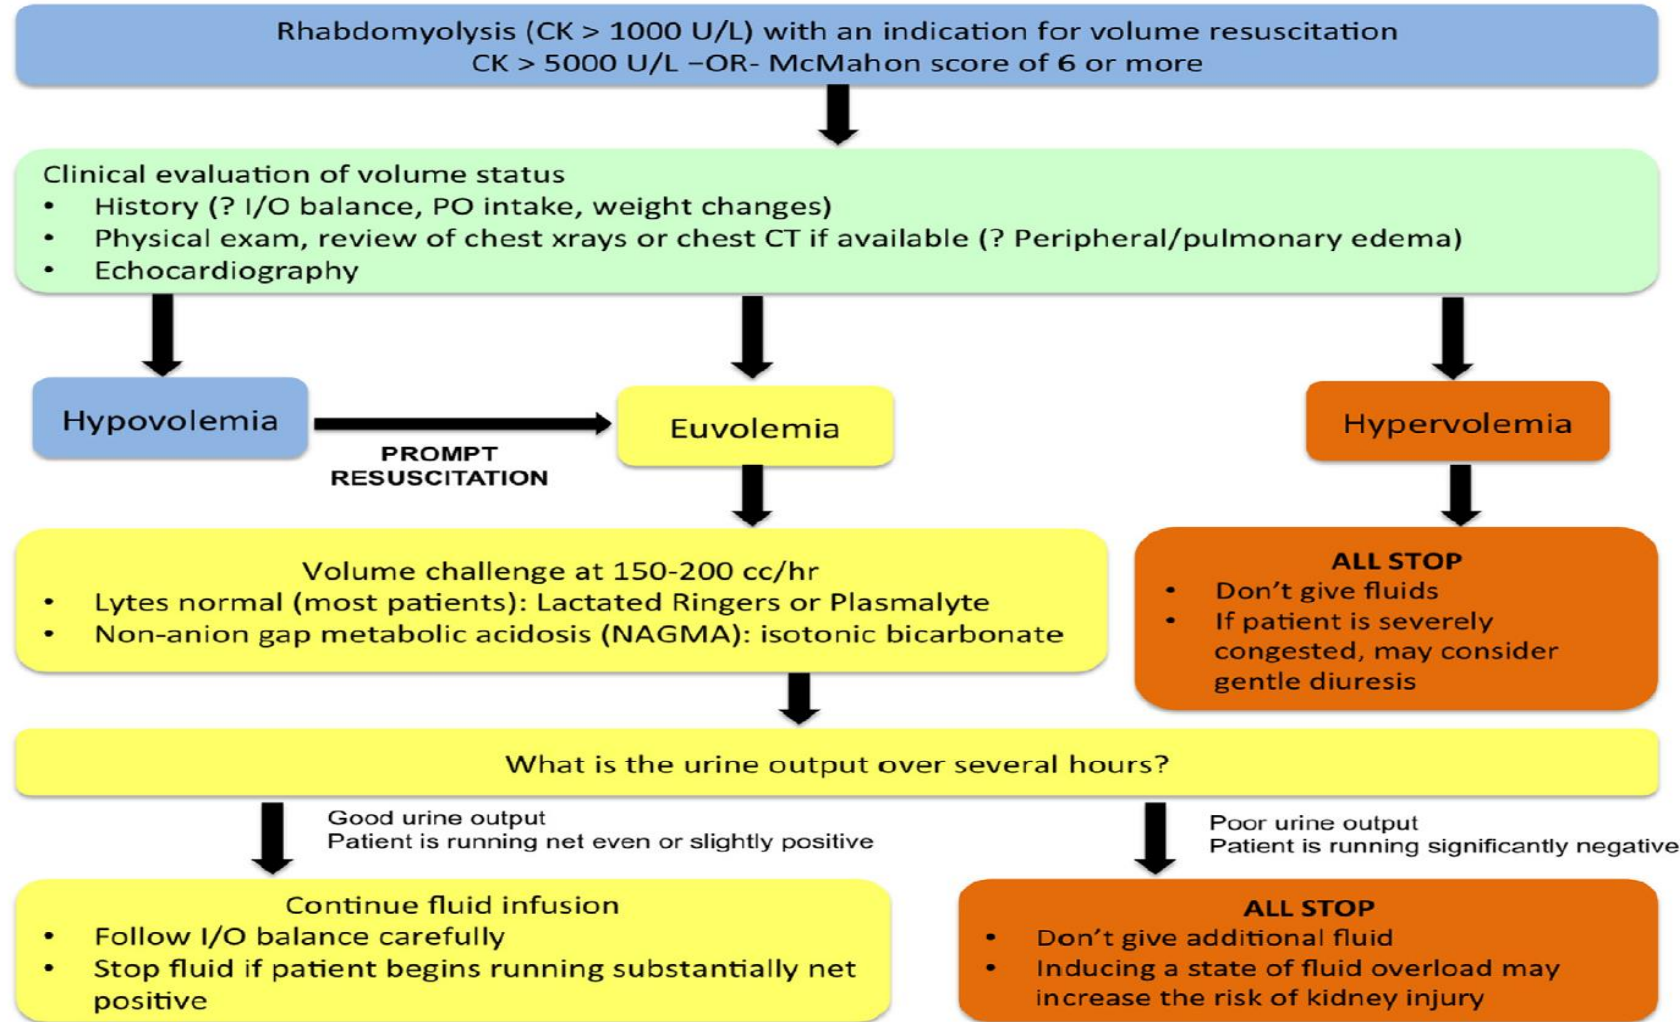 Rhabdomyolysis (CK > 1000 U/L) with an indication for volume resuscitation
CK > 5000 U/L –OR- McMahon score of 6 or more
Clinical evaluation of volume status
• History (? I/O balance, PO intake, weight changes)
• Physical exam, review of chest xrays or chest CT if available (? Peripheral/pulmonary edema)
• Echocardiography
Hypovolemia
PROMPT
RESUSCITATION
Euvolemia
Hypervolemia
Volume challenge at 150-200 cc/hr
• Lytes normal (most patients): Lactated Ringers or Plasmalyte
• Non-anion gap metabolic acidosis (NAGMA): isotonic bicarbonate
ALL STOP
• Don't give fluids
• If patient is severely
congested, may consider
gentle diuresis
What is the urine output over several hours?
Good urine output
Patient is running net even or slightly positive
Poor urine output
Patient is running significantly negative
Continue fluid infusion
• Follow I/O balance carefully
• Stop fluid if patient begins running substantially net
positive
ALL STOP
• Don't give additional fluid
• Inducing a state of fluid overload may
increase the risk of kidney injury